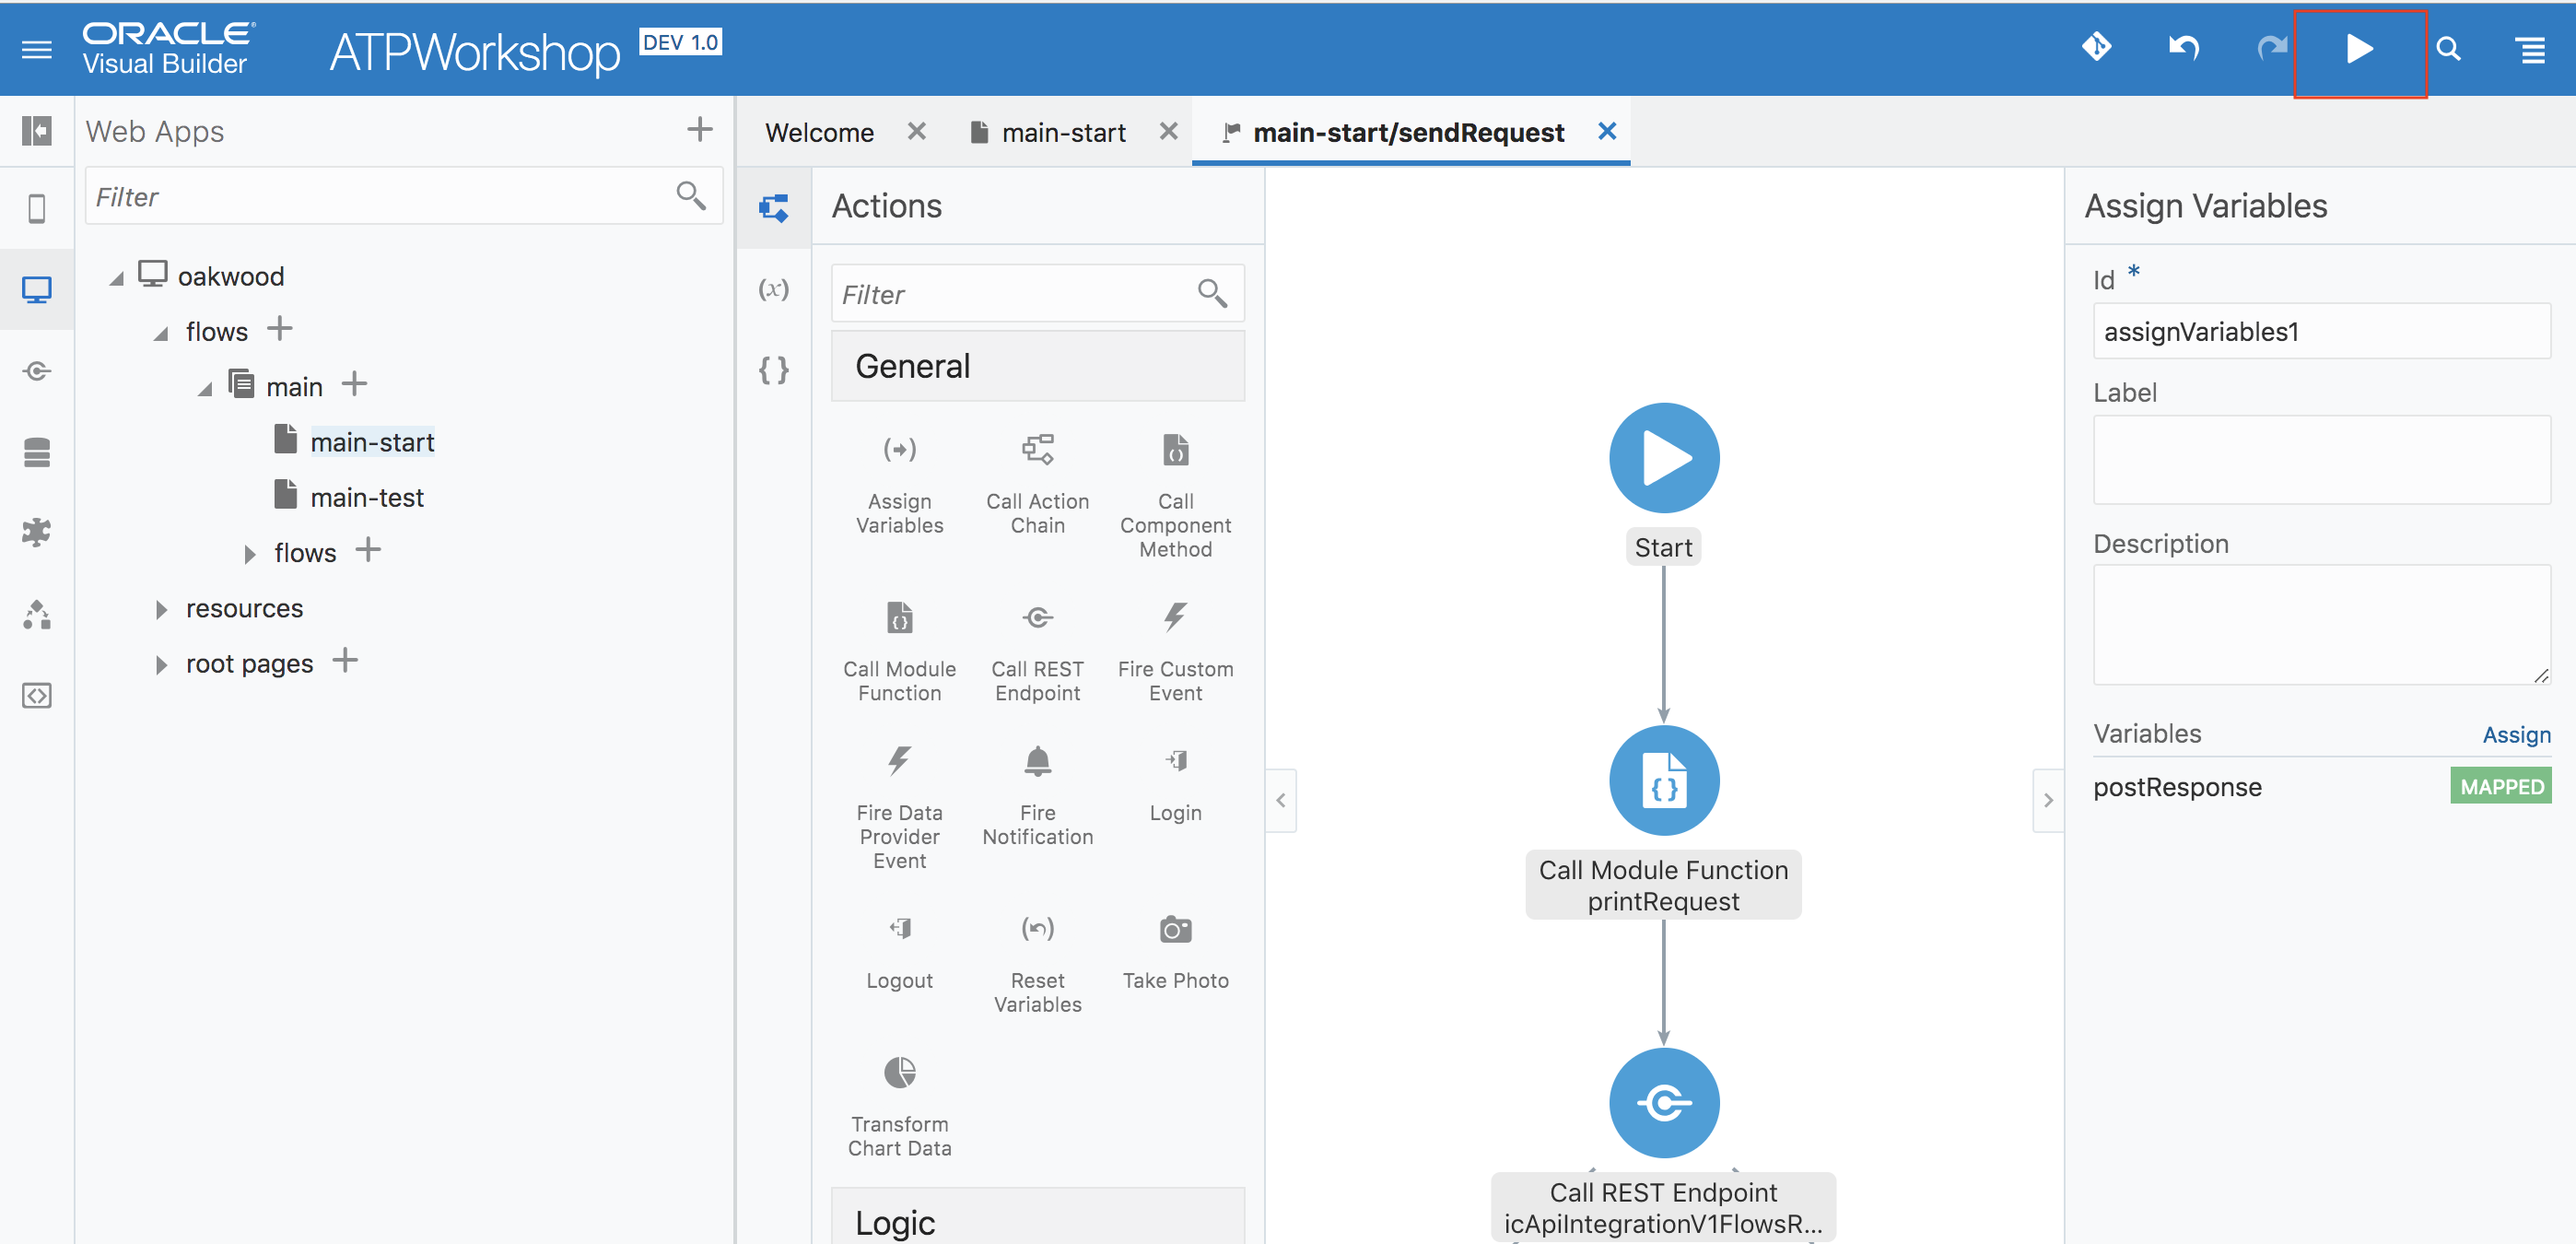 ORACLE
Visual Builder
ATPWorkshop
DEV 1.0
Web Apps
Filter
oakwood
flows
main
main-start
main-test
flows
resources
root pages
Welcome
main-start
main-start/sendRequest
Actions
Filter
General
Assign
Variables
Call Action
Chain
Call
Component
Method
Call Module
Function
Call REST
Endpoint
Fire Custom
Event
Fire Data
Provider
Event
Fire
Notification
Login
Logout
Reset
Variables
Take Photo
Transform
Chart Data
Logic
Start
Call Module Function
printRequest
Call REST Endpoint
icApiIntegrationV1FlowsR...
Assign Variables
Id *
assignVariables1
Label
Description
Variables
Assign
postResponse
MAPPED